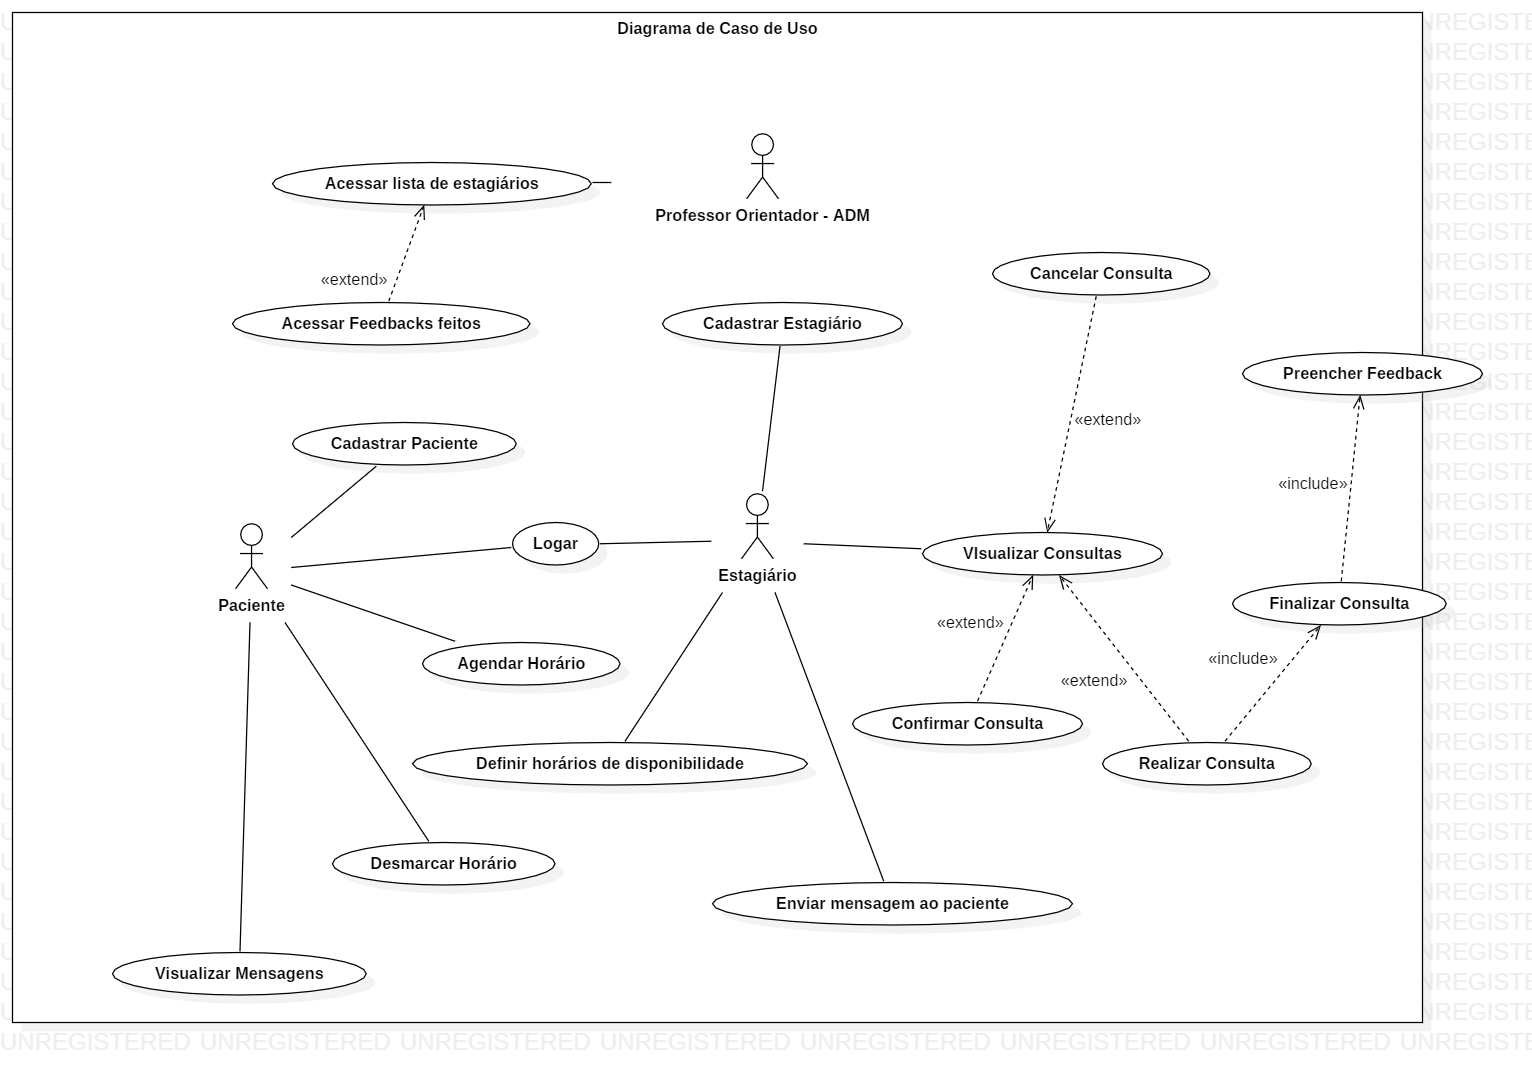 Diagrama de Caso de Uso
Acessar lista de estagiários
Professor Orientador - ADM
«extend»
Cancelar Consulta
Acessar Feedbacks feitos
Cadastrar Estagiário
Preencher Feedback
«extend»
Cadastrar Paciente
«include»
Logar
VIsualizar Consultas
Estagiário
Paciente
Finalizar Consulta
«extend»
«include»
Agendar Horário
«extend»
Confirmar Consulta
Definir horários de disponibilidade
Realizar Consulta
Desmarcar Horário
Enviar mensagem ao paciente
Visualizar Mensagens
UNREGISTERED UNREGISTERED UNREGISTERED UNREGISTERED UNREGISTERED UNREGISTERED UNREGISTERED UNREGISTE